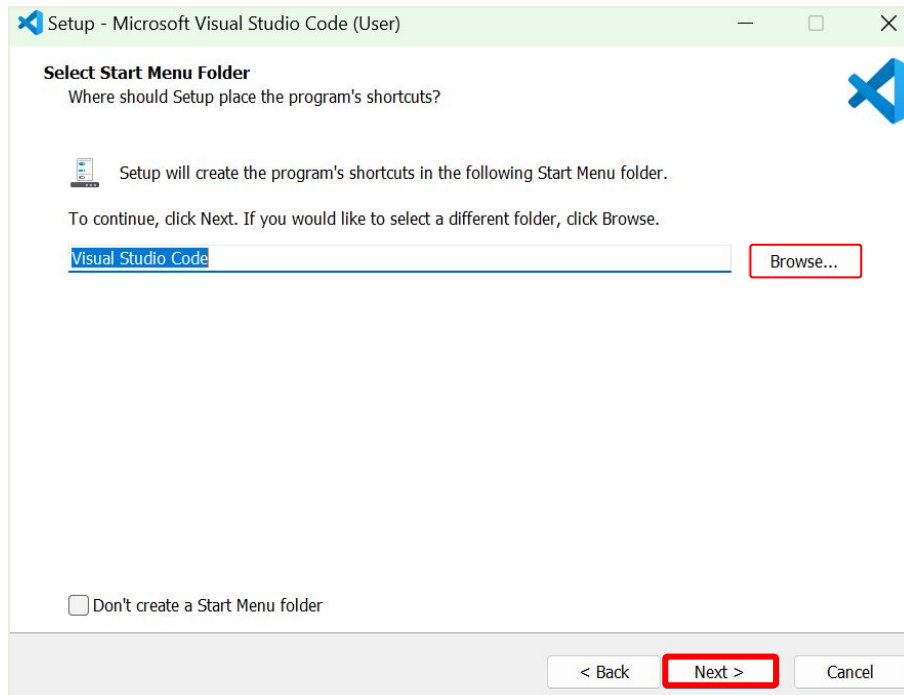 Setup - Microsoft Visual Studio Code (User)
Select Start Menu Folder
Where should Setup place the program's shortcuts?
Setup will create the program's shortcuts in the following Start Menu folder.
To continue, click Next. If you would like to select a different folder, click Browse.
Visual Studio Code
Browse...
Don't create a Start Menu folder
< Back
Next >
Cancel